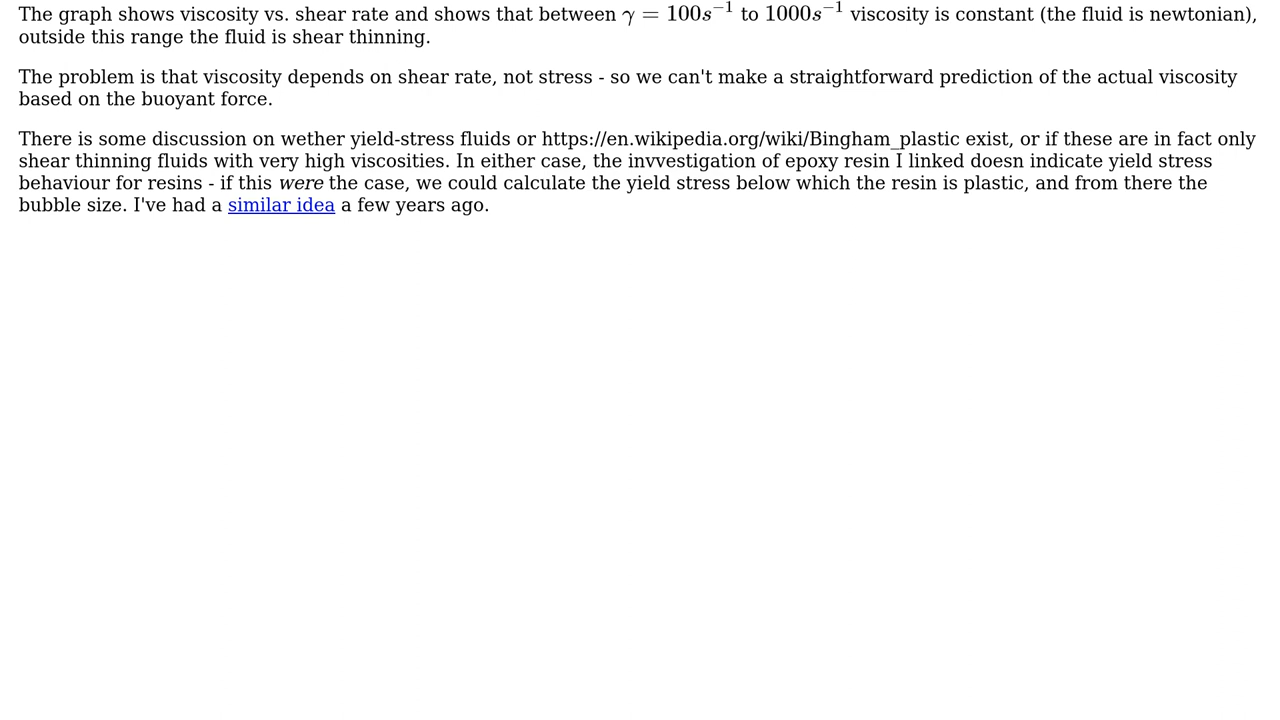 The graph shows viscosity vs. shear rate and shows that between γ = 100s⁻¹ to 1000s⁻¹ viscosity is constant (the fluid is newtonian),
outside this range the fluid is shear thinning.
The problem is that viscosity depends on shear rate, not stress - so we can't make a straightforward prediction of the actual viscosity
based on the buoyant force.
There is some discussion on wether yield-stress fluids or https://en.wikipedia.org/wiki/Bingham_plastic exist, or if these are in fact only
shear thinning fluids with very high viscosities. In either case, the invvestigation of epoxy resin I linked doesn indicate yield stress
behaviour for resins - if this were the case, we could calculate the yield stress below which the resin is plastic, and from there the
bubble size. I've had a similar idea a few years ago.